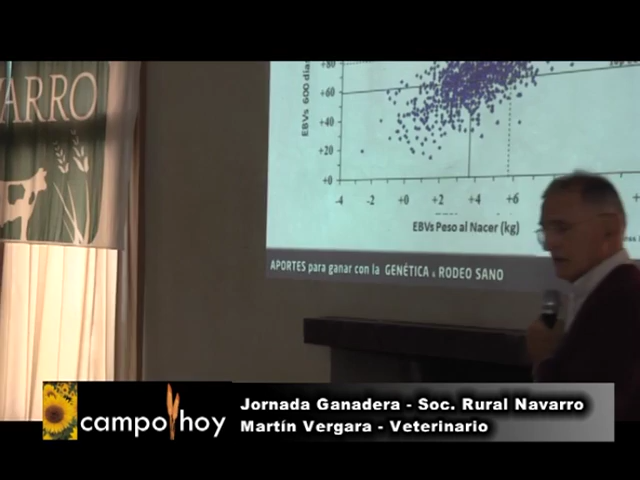 ARRO
EBVs 600 día
+80
+60
+40
+20
+0
-4 -2 +0 +2 +4 +6
EBVs Peso al Nacer (kg)
APORTES para ganar con la GENÉTICA & RODEO SANO
campo hoy
Jornada Ganadera - Soc. Rural Navarro
Martín Vergara - Veterinario